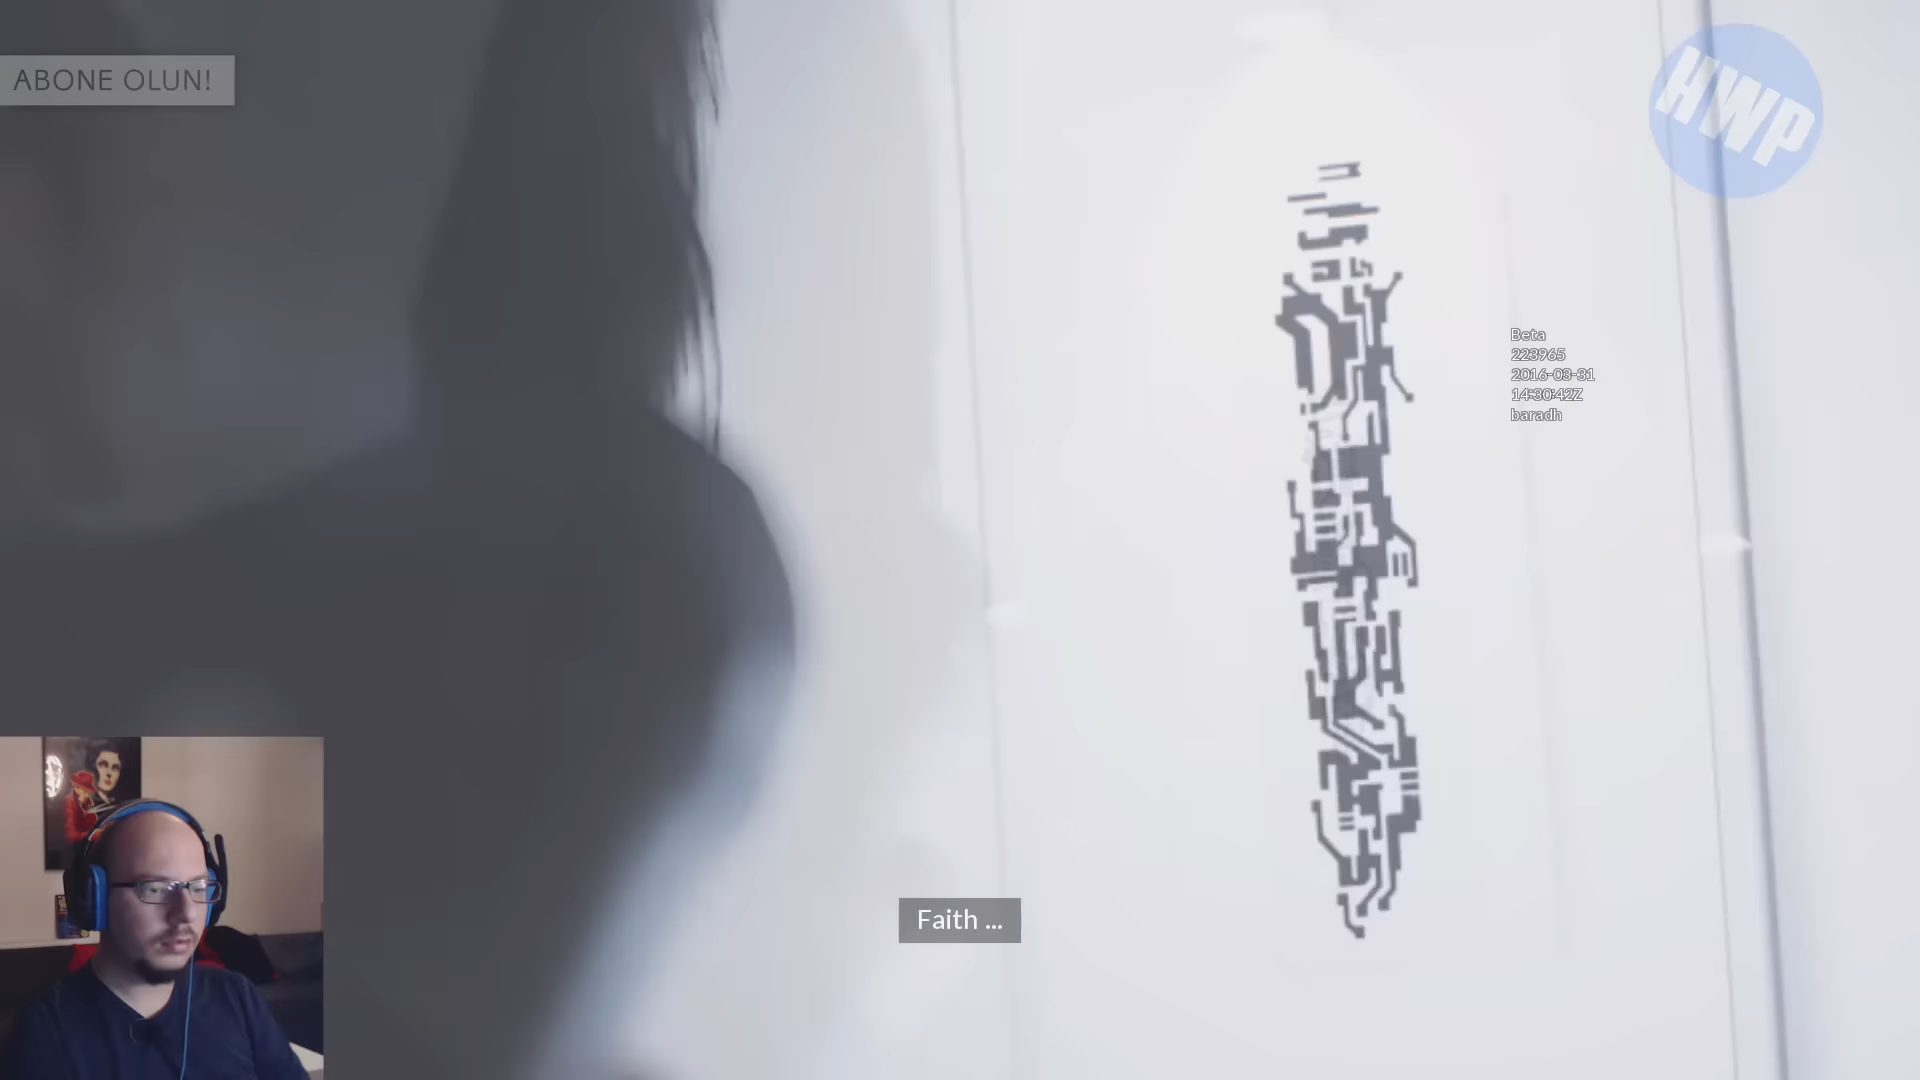 ABONE OLUN!
HWP
Beta
223965
2016-03-31
14:30:42Z
baradh
Faith ...